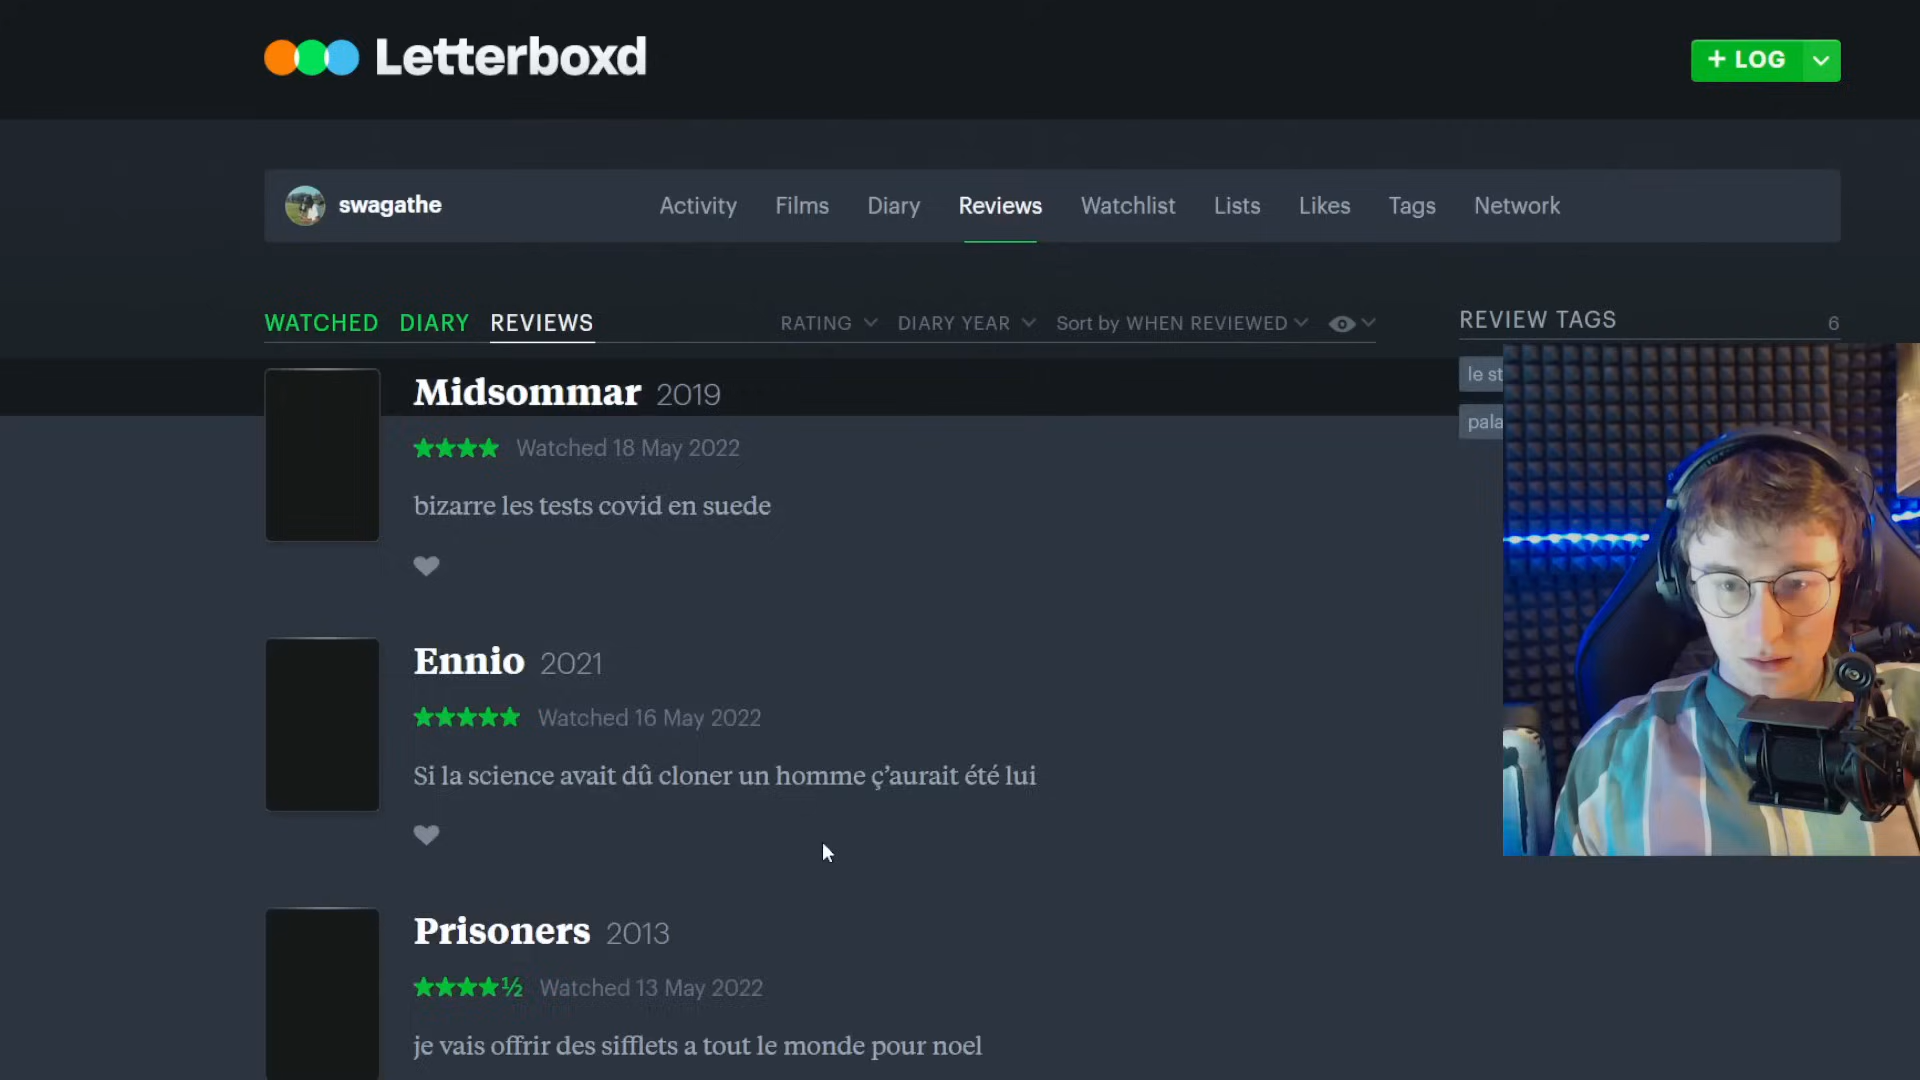 Letterboxd
+ LOG
swagathe
Activity Films Diary Reviews Watchlist Lists Likes Tags Network
WATCHED DIARY REVIEWS
RATING DIARY YEAR Sort by WHEN REVIEWED
REVIEW TAGS 6
le st
pala
Midsommar 2019
★★★★ Watched 18 May 2022
bizarre les tests covid en suede
Ennio 2021
★★★★★ Watched 16 May 2022
Si la science avait dû cloner un homme ç’aurait été lui
Prisoners 2013
★★★★½ Watched 13 May 2022
je vais offrir des sifflets a tout le monde pour noel